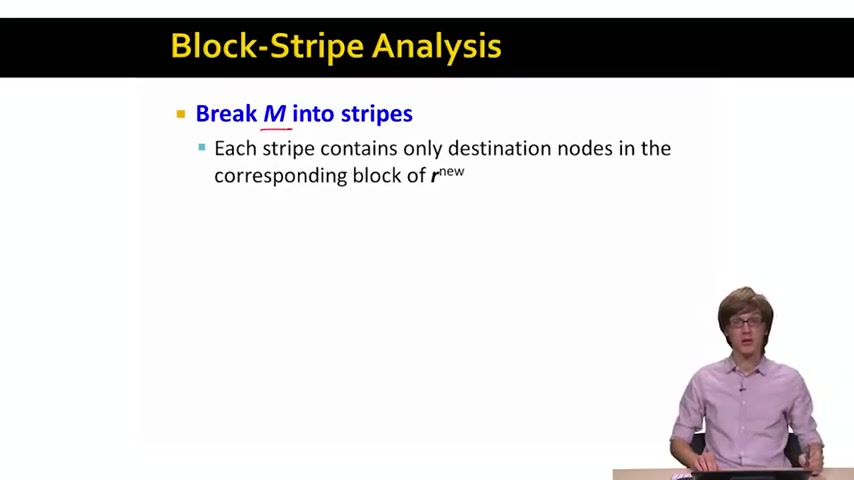 Block-Stripe Analysis
Break M into stripes
Each stripe contains only destination nodes in the
corresponding block of r^new